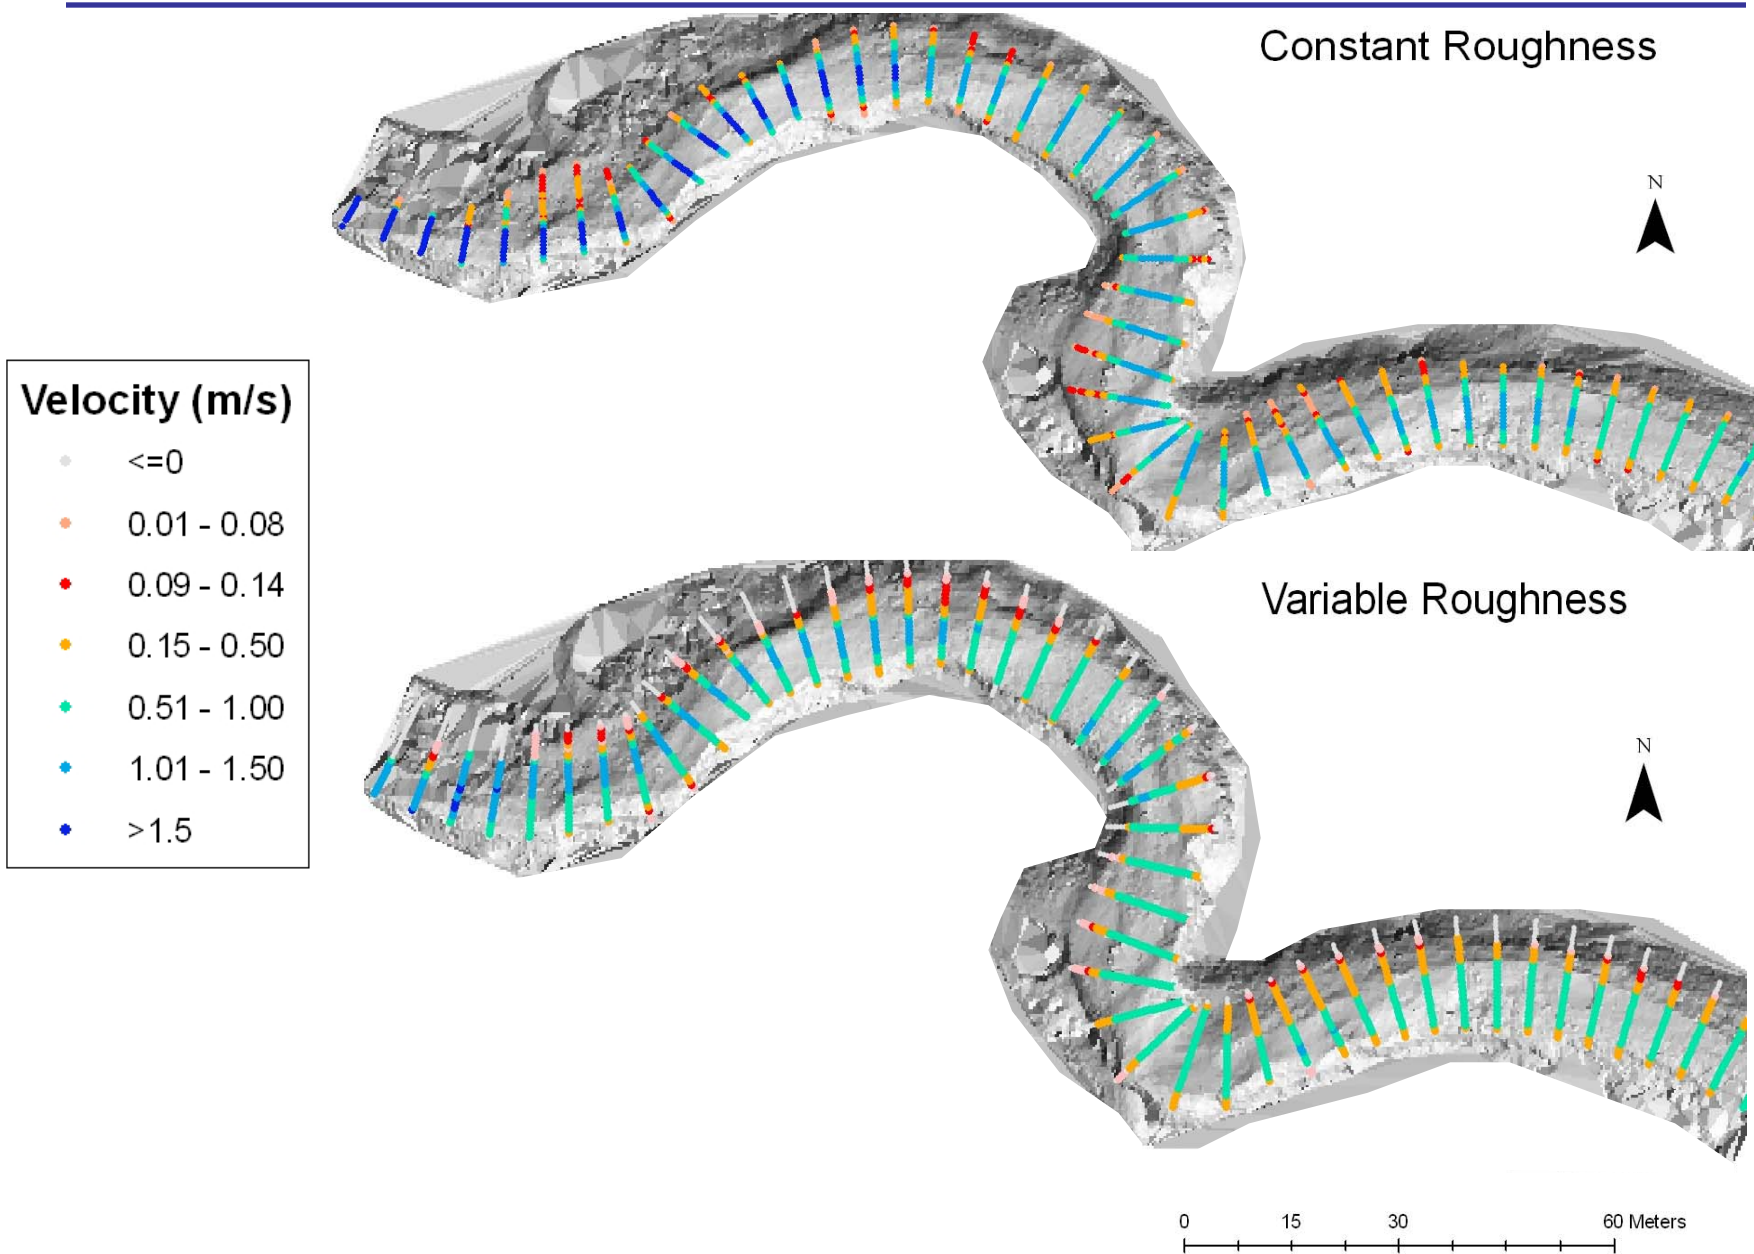 Constant Roughness
N
Velocity (m/s)
<=0
0.01 - 0.08
0.09 - 0.14
0.15 - 0.50
0.51 - 1.00
1.01 - 1.50
>1.5
Variable Roughness
N
0 15 30 60 Meters